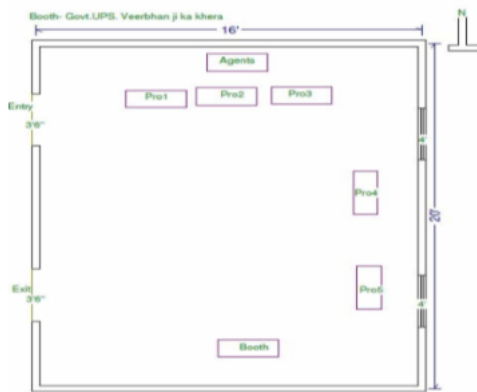 Booth- Govt.UPS. Veerbhan ji ka khera
N
16'
Agents
Pro1 Pro2 Pro3
Entry
3'6"
4'
Pro4
20'
Exit
3'6"
Pro5
4'
Booth